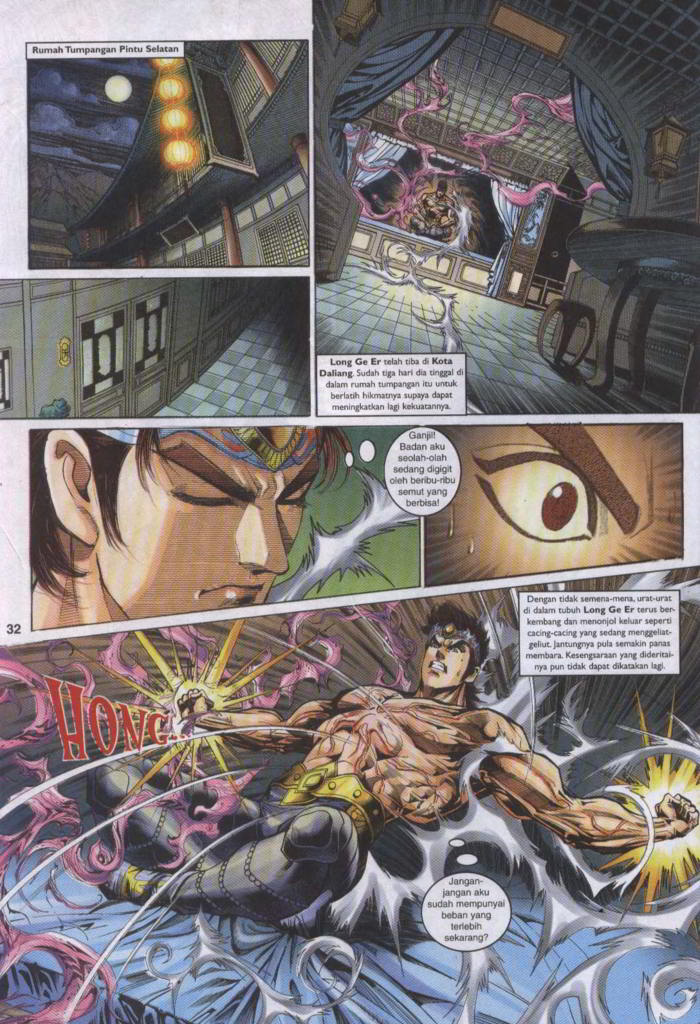 Rumah Tumpangan Pintu Selatan
Long Ge Er telah tiba di Kota
Daliang. Sudah tiga hari dia tinggal di
dalam rumah tumpangan itu untuk
berlatih hikmatnya supaya dapat
meningkatkan lagi kekuatannya.
Ganjil!
Badan aku
seolah-olah
sedang digigit
oleh beribu-ribu
semut yang
berbisa!
Dengan tidak semena-mena, urat-urat
di dalam tubuh Long Ge Er terus ber-
kembang dan menonjol keluar seperti
cacing-cacing yang sedang menggeliat-
geliut. Jantungnya pula semakin panas
membara. Kesengsaraan yang dideritai-
nya pun tidak dapat dikatakan lagi.
32
HONG...
Jangan-
jangan aku
sudah mempunyai
beban yang
terlebih
sekarang?